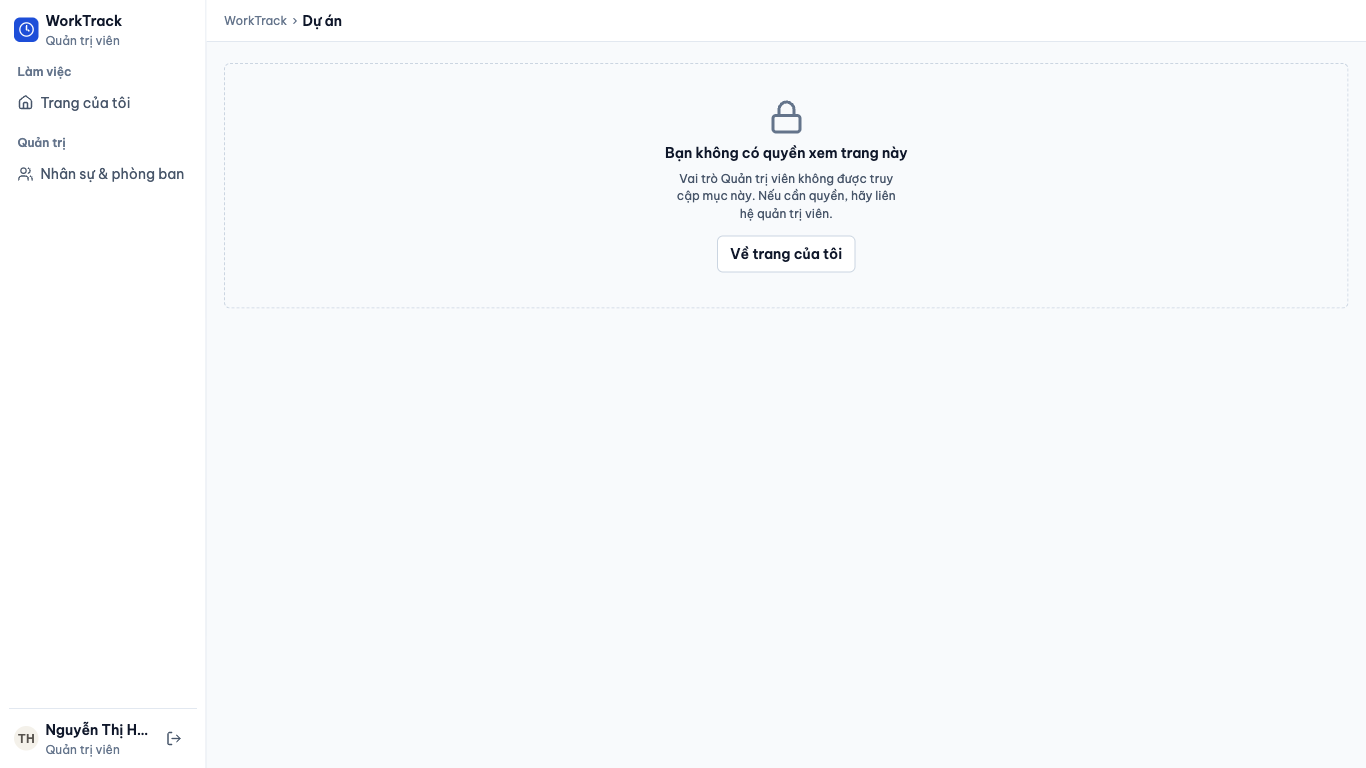 WorkTrack
Quản trị viên
Làm việc
Trang của tôi
Quản trị
Nhân sự & phòng ban
WorkTrack › Dự án
Bạn không có quyền xem trang này
Vai trò Quản trị viên không được truy
cập mục này. Nếu cần quyền, hãy liên
hệ quản trị viên.
Về trang của tôi
TH
Nguyễn Thị H...
Quản trị viên